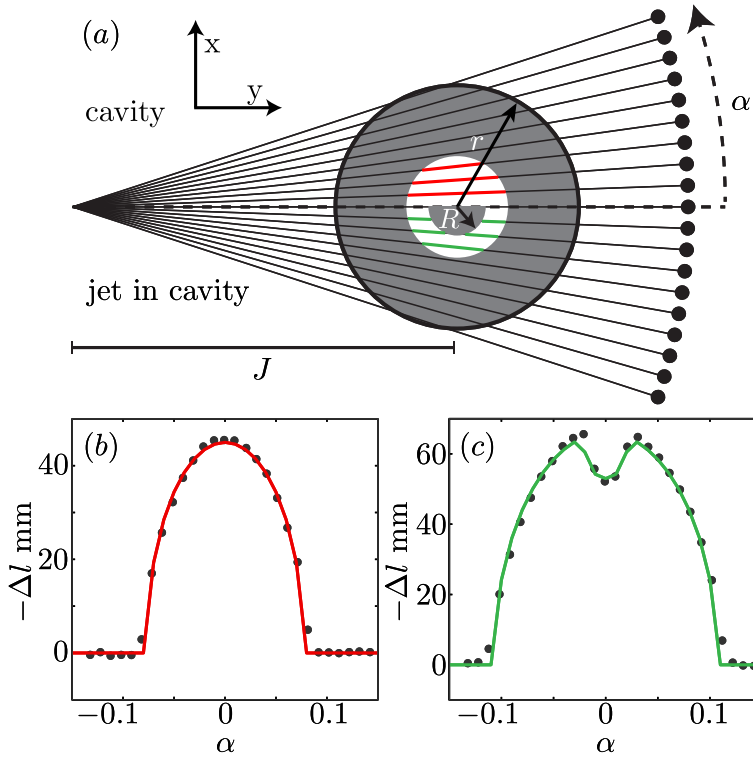 (a)
x
y
cavity
α
r
R
jet in cavity
J
(b)
(c)
−Δl mm
40
20
0
−0.1
0
0.1
α
−Δl mm
60
40
20
0
−0.1
0
0.1
α